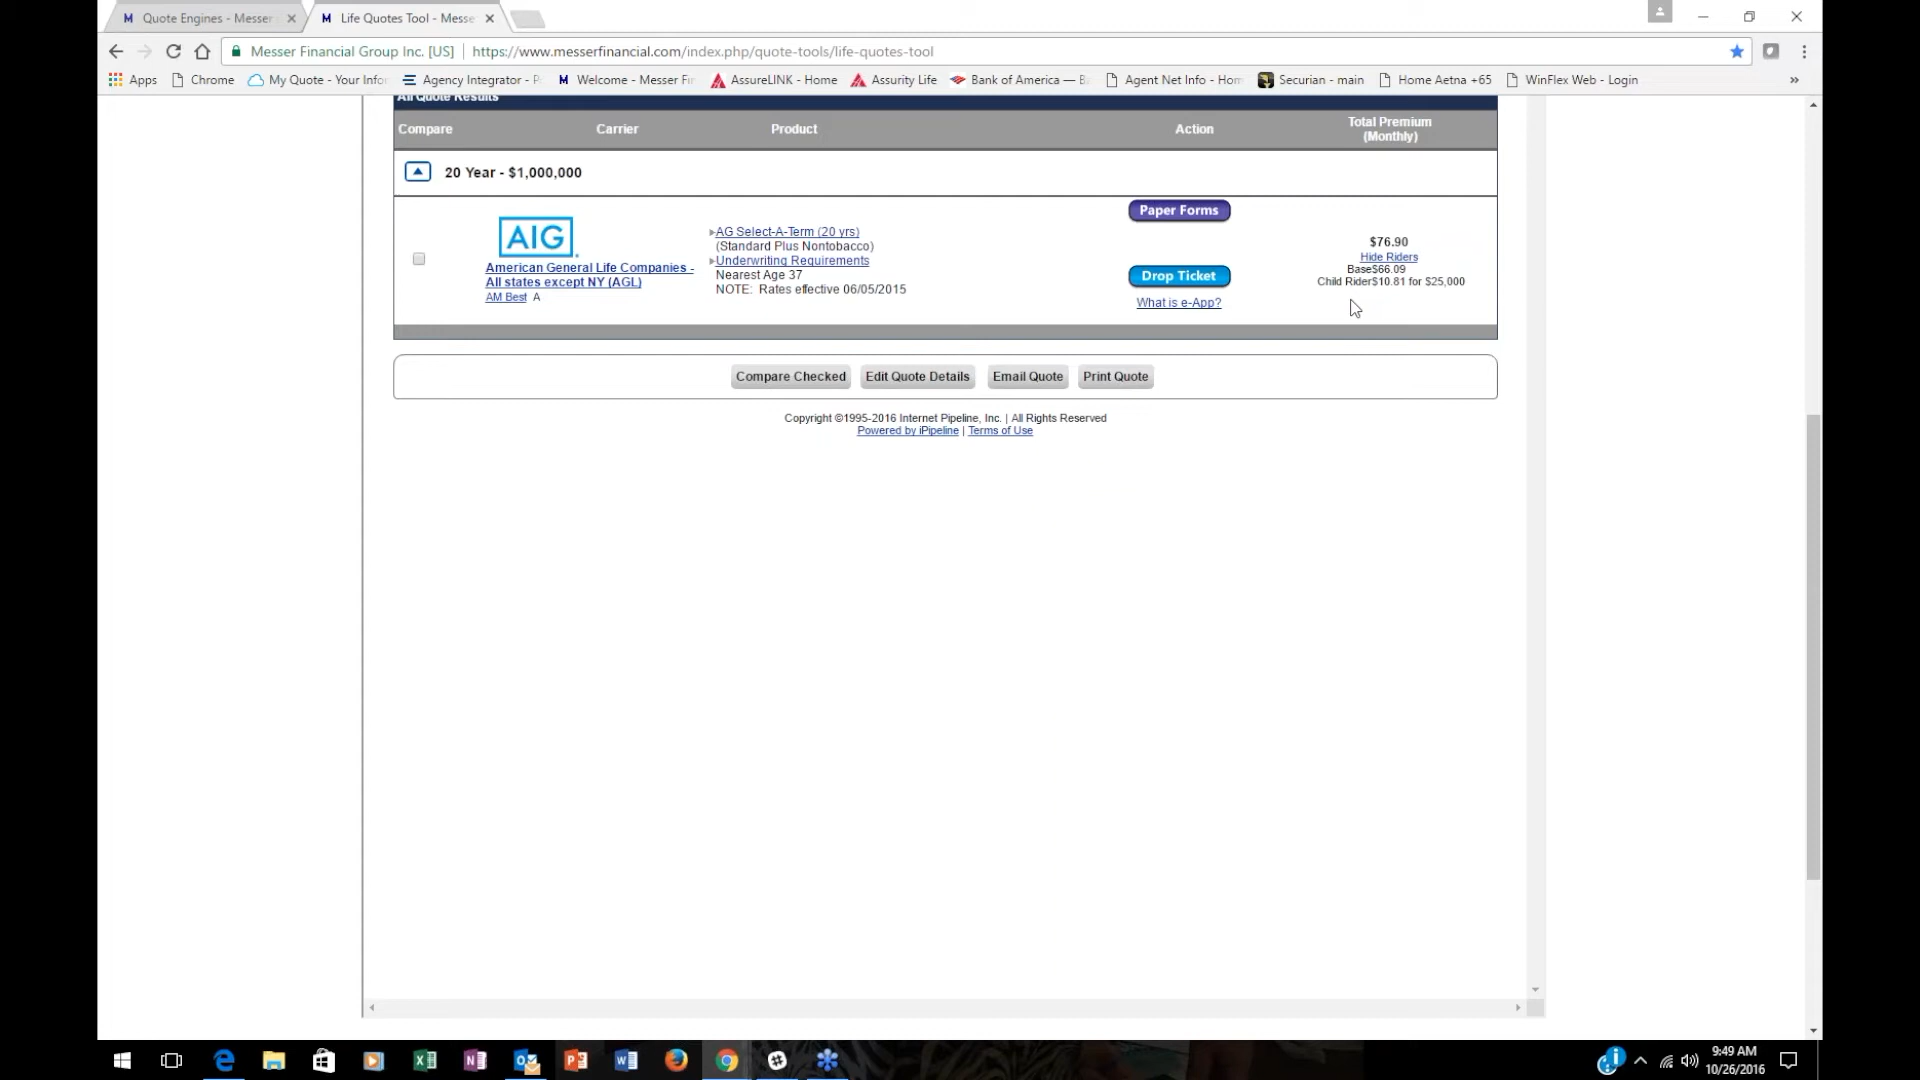 M Quote Engines - Messer
M Life Quotes Tool - Messe
Messer Financial Group Inc. [US] | https://www.messerfinancial.com/index.php/quote-tools/life-quotes-tool
Apps Chrome My Quote - Your Infor Agency Integrator - P M Welcome - Messer Fir AssureLINK - Home Assurity Life Bank of America — Ba Agent Net Info - Hom Securian - main Home Aetna +65 WinFlex Web - Login »
All Quote Results
Compare Carrier Product Action Total Premium
(Monthly)
20 Year - $1,000,000
AIG
American General Life Companies -
All states except NY (AGL)
AM Best A
AG Select-A-Term (20 yrs)
(Standard Plus Nontobacco)
Underwriting Requirements
Nearest Age 37
NOTE: Rates effective 06/05/2015
Paper Forms
Drop Ticket
What is e-App?
$76.90
Hide Riders
Base$66.09
Child Rider$10.81 for $25,000
Compare Checked Edit Quote Details Email Quote Print Quote
Copyright ©1995-2016 Internet Pipeline, Inc. | All Rights Reserved
Powered by iPipeline | Terms of Use
9:49 AM
10/26/2016